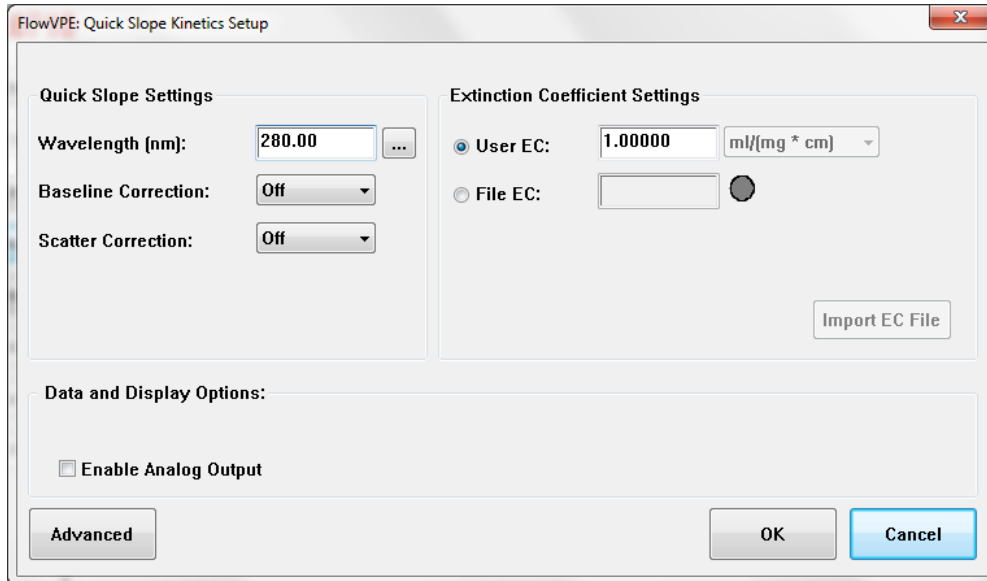 FlowVPE: Quick Slope Kinetics Setup
Quick Slope Settings
Wavelength (nm): 280.00 ...
Baseline Correction: Off
Scatter Correction: Off
Extinction Coefficient Settings
User EC: 1.00000 ml/(mg * cm)
File EC:
Import EC File
Data and Display Options:
Enable Analog Output
Advanced OK Cancel